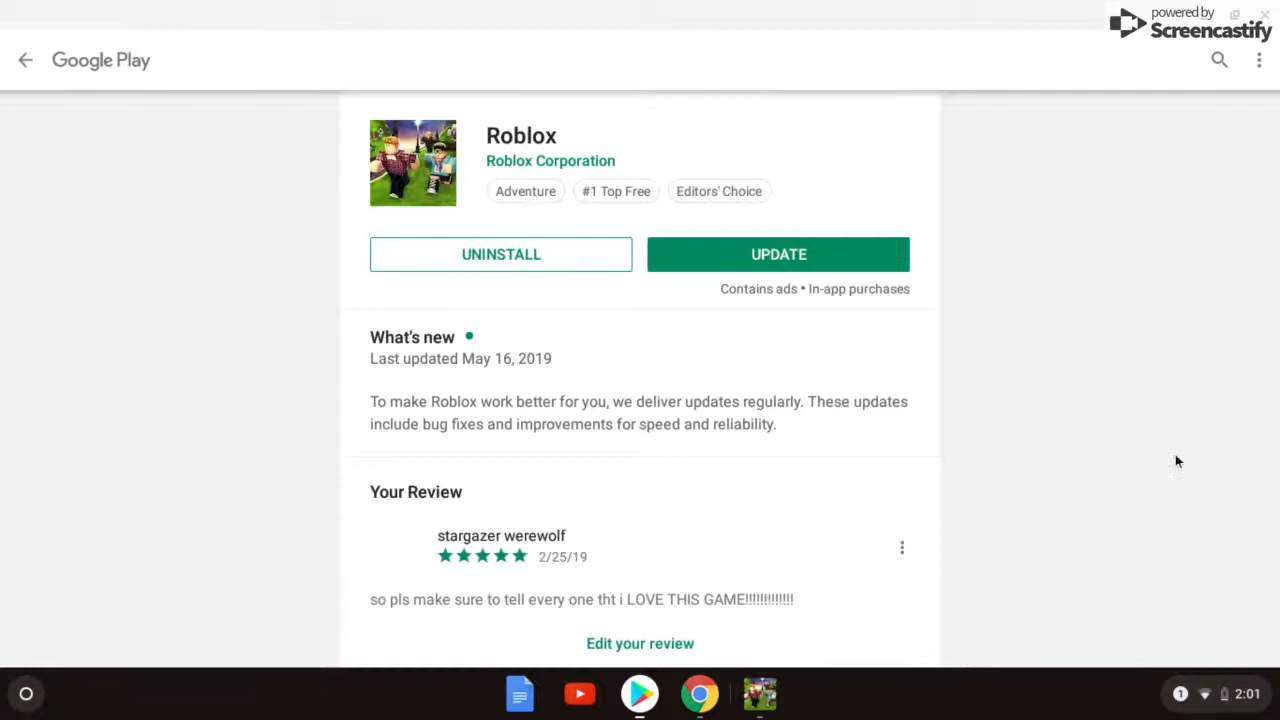 powered by
Screencastify
Google Play
Roblox
Roblox Corporation
Adventure
#1 Top Free
Editors' Choice
UNINSTALL
UPDATE
Contains ads • In-app purchases
What's new
Last updated May 16, 2019
To make Roblox work better for you, we deliver updates regularly. These updates
include bug fixes and improvements for speed and reliability.
Your Review
stargazer werewolf
2/25/19
so pls make sure to tell every one tht i LOVE THIS GAME!!!!!!!!!!!!!
Edit your review
1
2:01